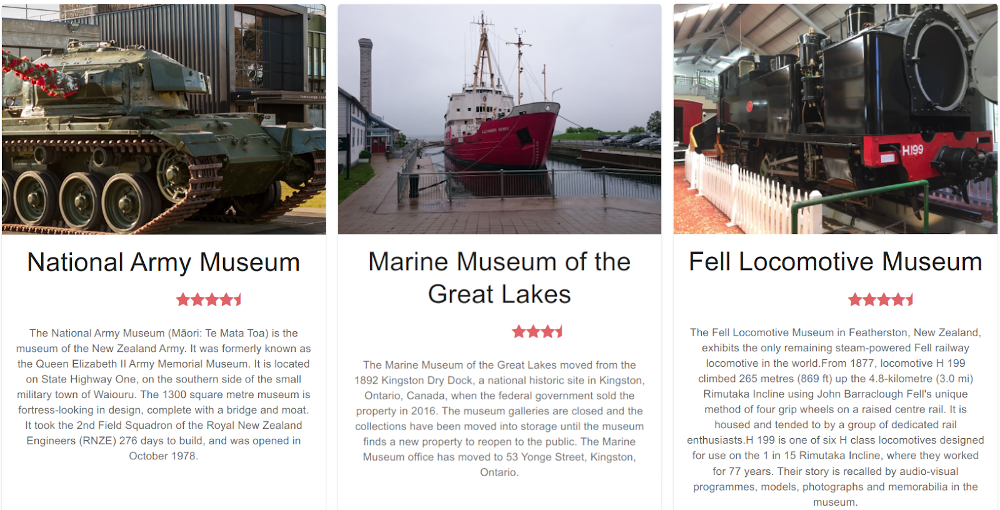 National Army Museum
The National Army Museum (Māori: Te Mata Toa) is the
museum of the New Zealand Army. It was formerly known as
the Queen Elizabeth II Army Memorial Museum. It is located
on State Highway One, on the southern side of the small
military town of Waiouru. The 1300 square metre museum is
fortress-looking in design, complete with a bridge and moat.
It took the 2nd Field Squadron of the Royal New Zealand
Engineers (RNZE) 276 days to build, and was opened in
October 1978.
ALEXANDER HENRY
Marine Museum of the
Great Lakes
The Marine Museum of the Great Lakes moved from the
1892 Kingston Dry Dock, a national historic site in Kingston,
Ontario, Canada, when the federal government sold the
property in 2016. The museum galleries are closed and the
collections have been moved into storage until the museum
finds a new property to reopen to the public. The Marine
Museum office has moved to 53 Yonge Street, Kingston,
Ontario.
SUMMIT
H199
Fell Locomotive Museum
The Fell Locomotive Museum in Featherston, New Zealand,
exhibits the only remaining steam-powered Fell railway
locomotive in the world.From 1877, locomotive H 199
climbed 265 metres (869 ft) up the 4.8-kilometre (3.0 mi)
Rimutaka Incline using John Barraclough Fell's unique
method of four grip wheels on a raised centre rail. It is
housed and tended to by a group of dedicated rail
enthusiasts.H 199 is one of six H class locomotives designed
for use on the 1 in 15 Rimutaka Incline, where they worked
for 77 years. Their story is recalled by audio-visual
programmes, models, photographs and memorabilia in the
museum.